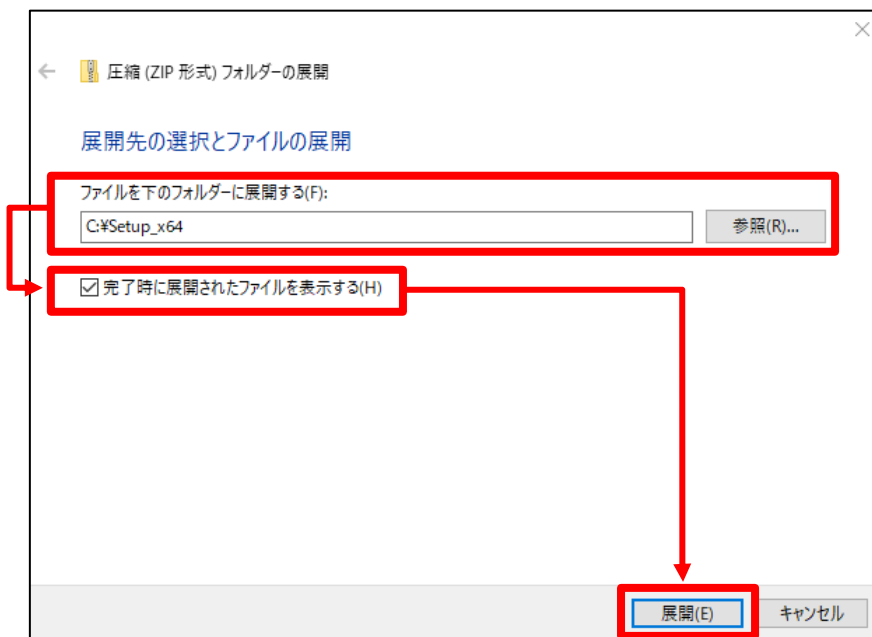 圧縮 (ZIP 形式) フォルダーの展開
展開先の選択とファイルの展開
ファイルを下のフォルダーに展開する(F):
C:¥Setup_x64
参照(R)...
完了時に展開されたファイルを表示する(H)
展開(E)
キャンセル